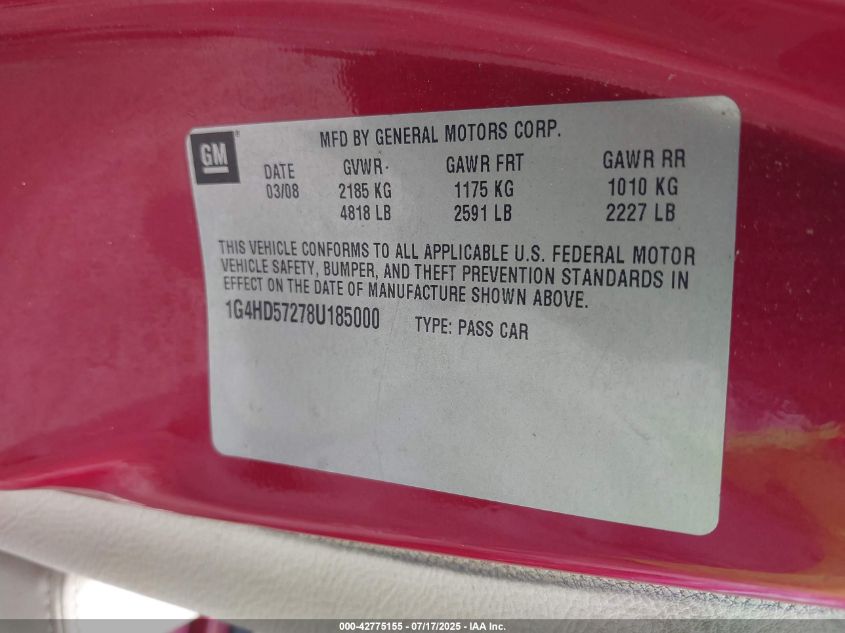 MFD BY GENERAL MOTORS CORP.
GM
DATE GVWR GAWR FRT GAWR RR
03/08 2185 KG 1175 KG 1010 KG
4818 LB 2591 LB 2227 LB
THIS VEHICLE CONFORMS TO ALL APPLICABLE U.S. FEDERAL MOTOR
VEHICLE SAFETY, BUMPER, AND THEFT PREVENTION STANDARDS IN
EFFECT ON THE DATE OF MANUFACTURE SHOWN ABOVE.
1G4HD57278U185000 TYPE: PASS CAR
000-42775155 - 07/17/2025 - IAA Inc.